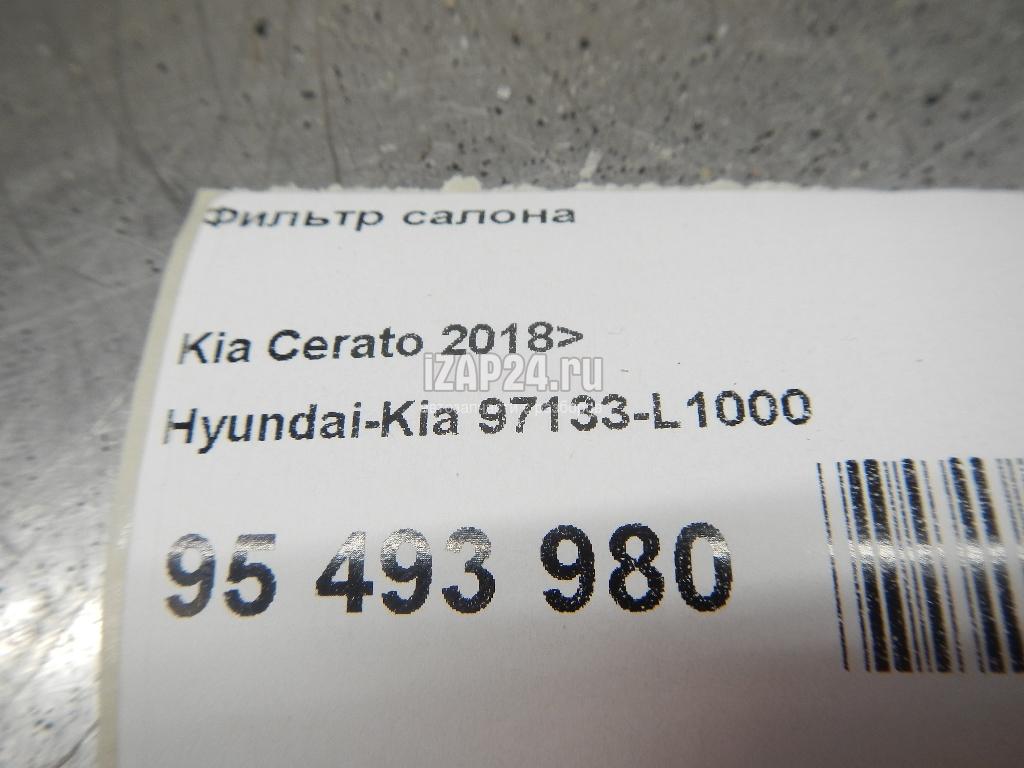 Фильтр салона
Kia Cerato 2018>
iZAP24.ru
Hyundai-Kia 97133-L1000
95 493 980